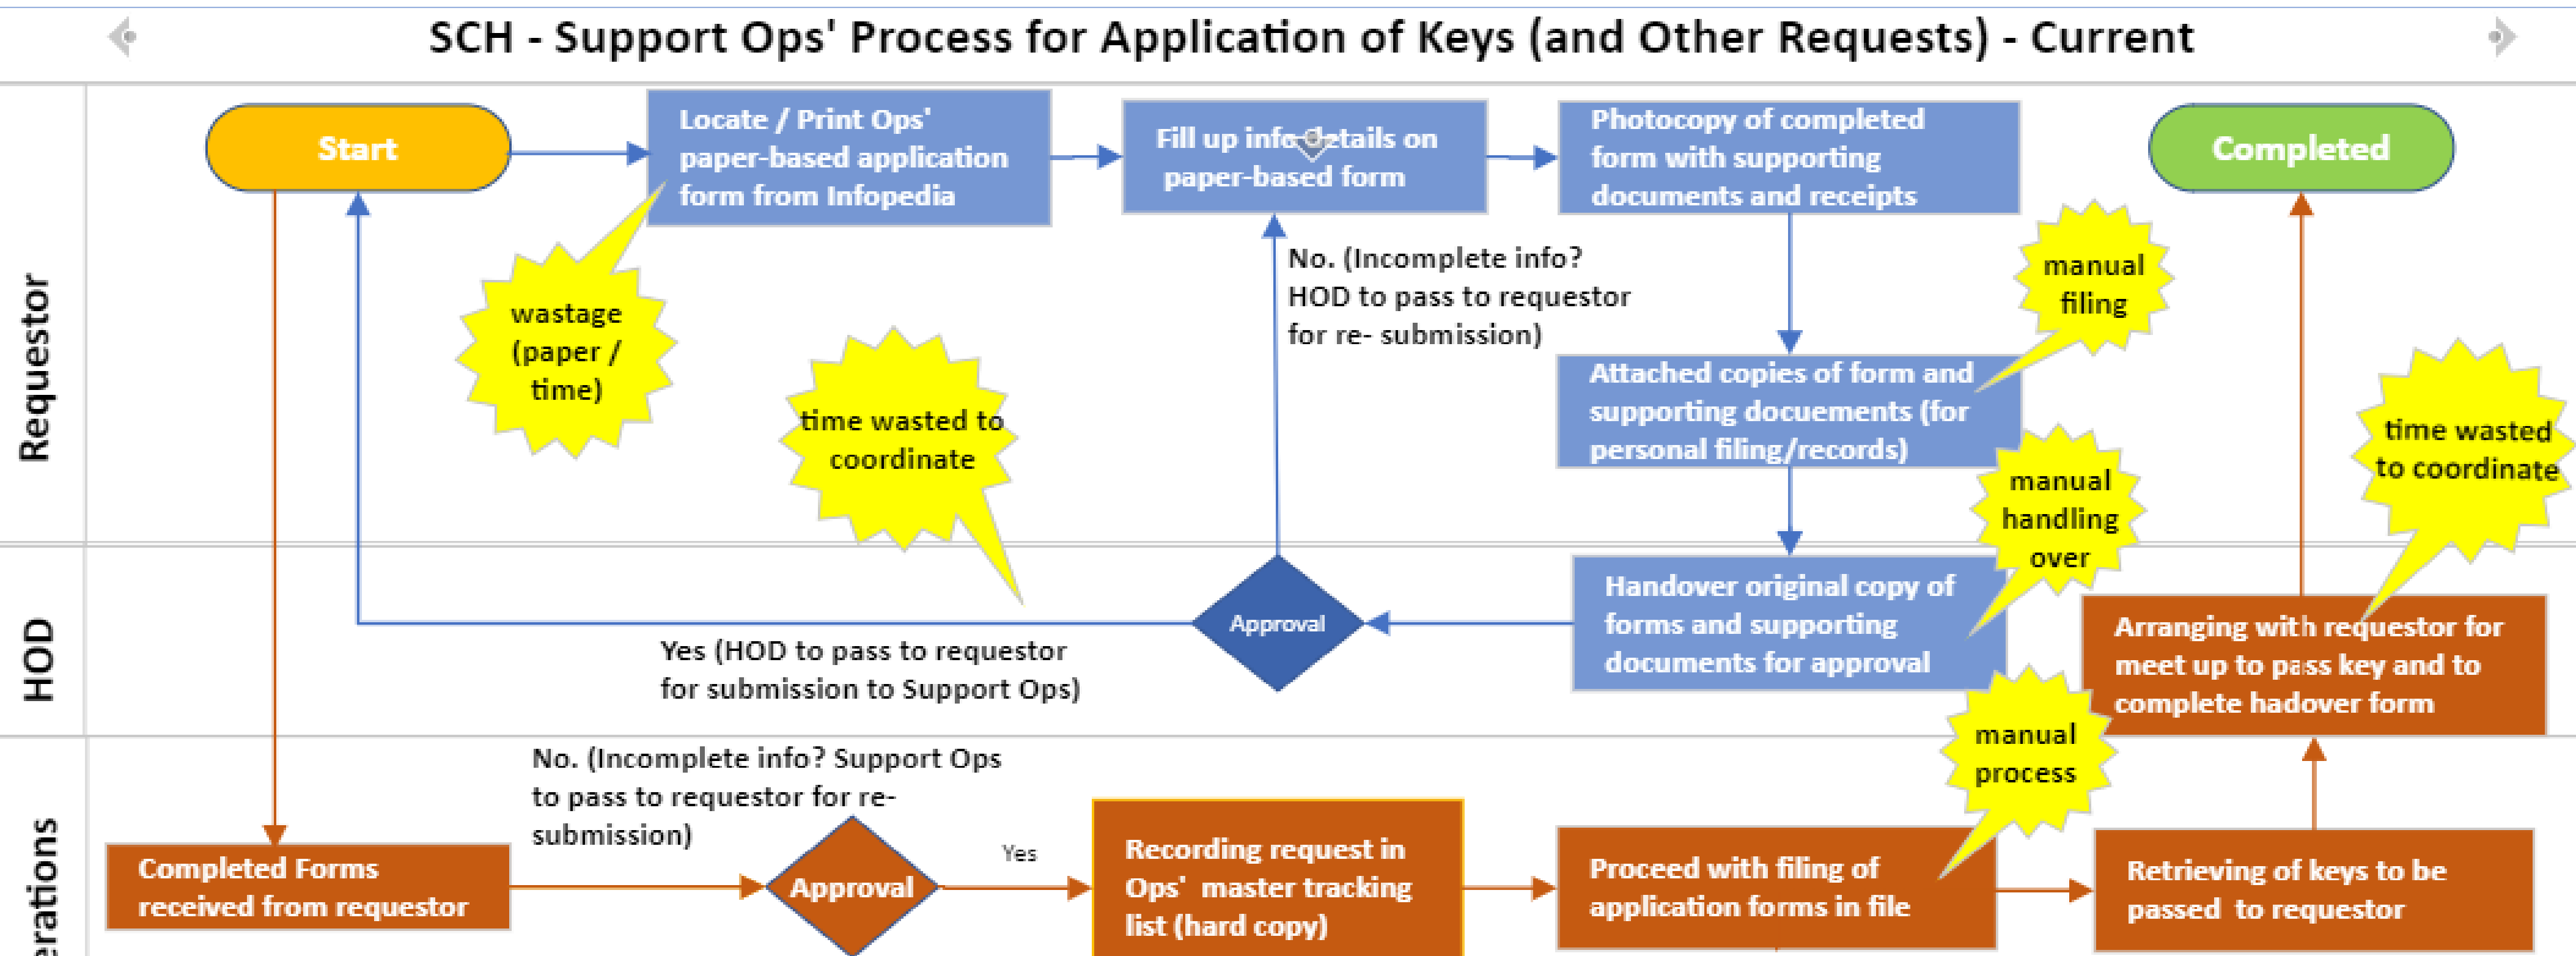 SCH - Support Ops' Process for Application of Keys (and Other Requests) - Current
Requestor
Start
Locate / Print Ops'
paper-based application
form from Infopedia
Fill up info details on
paper-based form
Photocopy of completed
form with supporting
documents and receipts
Completed
wastage
(paper /
time)
time wasted to
coordinate
No. (Incomplete info?
HOD to pass to requestor
for re- submission)
manual
filing
Attached copies of form and
supporting docuements (for
personal filing/records)
manual
handling
over
time wasted
to coordinate
HOD
Approval
Yes (HOD to pass to requestor
for submission to Support Ops)
Handover original copy of
forms and supporting
documents for approval
Arranging with requestor for
meet up to pass key and to
complete hadover form
manual
process
erations
No. (Incomplete info? Support Ops
to pass to requestor for re-
submission)
Completed Forms
received from requestor
Approval
Yes
Recording request in
Ops'  master tracking
list (hard copy)
Proceed with filing of
application forms in file
Retrieving of keys to be
passed  to requestor